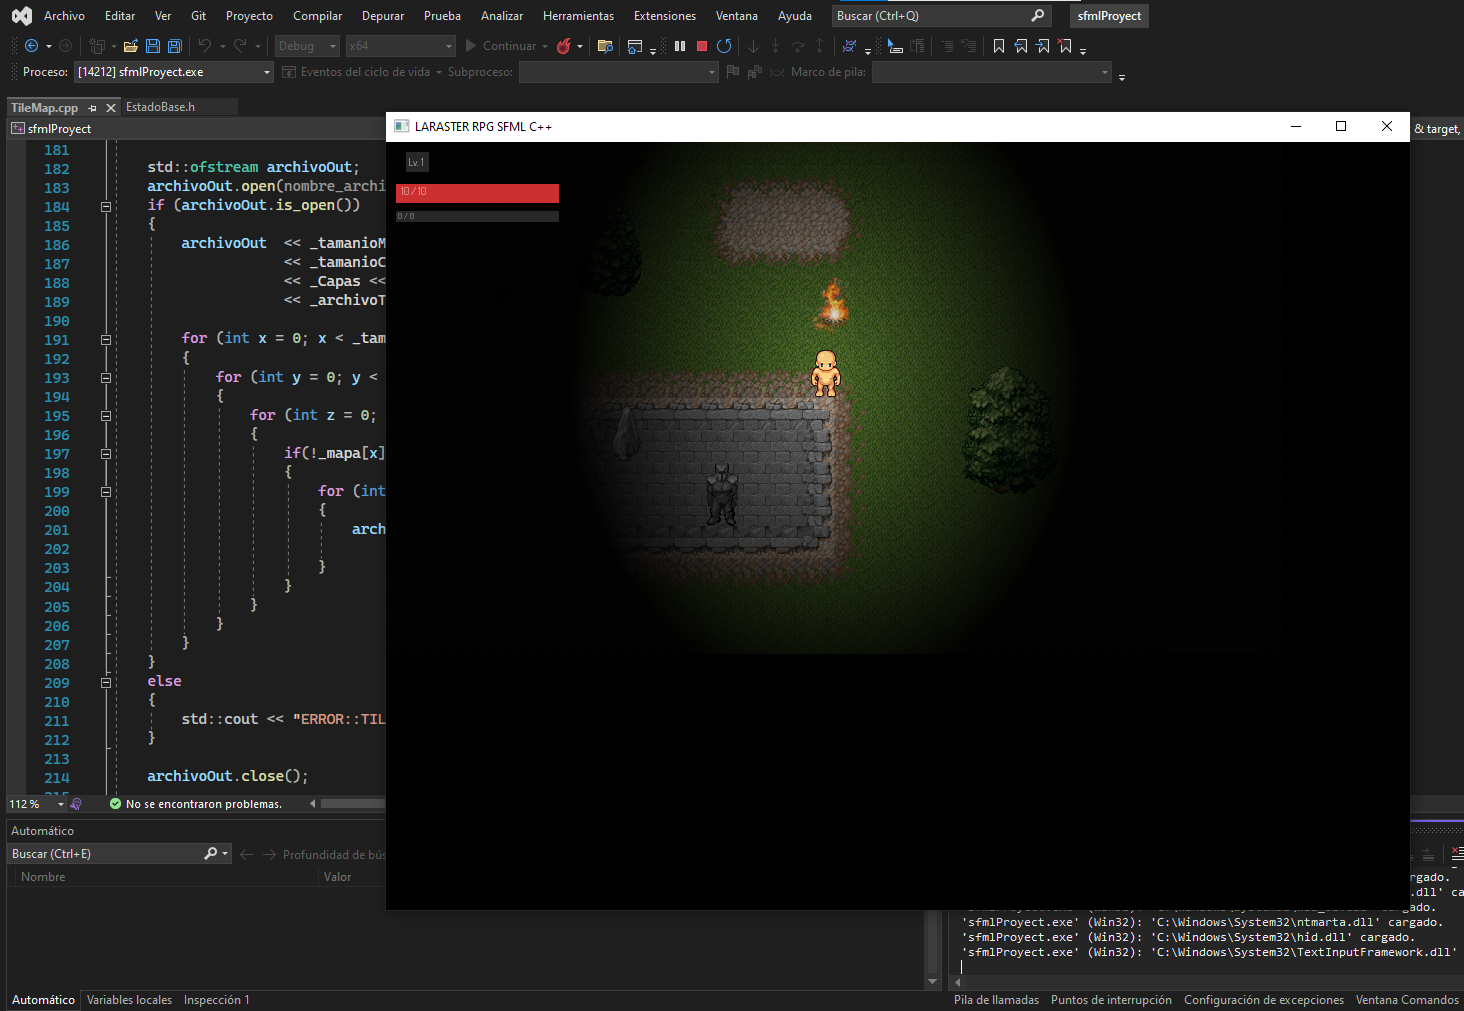 Archivo Editar Ver Git Proyecto Compilar Depurar Prueba Analizar Herramientas Extensiones Ventana Ayuda Buscar (Ctrl+Q) sfmlProyect
Debug x64 Continuar
Proceso: [14212] sfmlProyect.exe Eventos del ciclo de vida Subproceso: Marco de pila:
TileMap.cpp EstadoBase.h
sfmlProyect & target,
LARASTER RPG SFML C++
Lv.1
10 / 10
0 / 0
181
182 std::ofstream archivoOut;
183 archivoOut.open(nombre_archi
184 if (archivoOut.is_open())
185 {
186 archivoOut << _tamanioM
187 << _tamanioC
188 << _Capas <<
189 << _archivoT
190
191 for (int x = 0; x < _tam
192 {
193 for (int y = 0; y <
194 {
195 for (int z = 0;
196 {
197 if(!_mapa[x]
198 {
199 for (int
200 {
201 arch
202
203 }
204 }
205 }
206 }
207 }
208 }
209 else
210 {
211 std::cout << "ERROR::TIL
212 }
213
214 archivoOut.close();
112 % No se encontraron problemas.
Automático
Buscar (Ctrl+E) Profundidad de bús
Nombre Valor
rgado.
.dll' ca
'sfmlProyect.exe' (Win32): 'C:\Windows\System32\ntmarta.dll' cargado.
'sfmlProyect.exe' (Win32): 'C:\Windows\System32\hid.dll' cargado.
'sfmlProyect.exe' (Win32): 'C:\Windows\System32\TextInputFramework.dll'
Automático Variables locales Inspección 1
Pila de llamadas Puntos de interrupción Configuración de excepciones Ventana Comandos